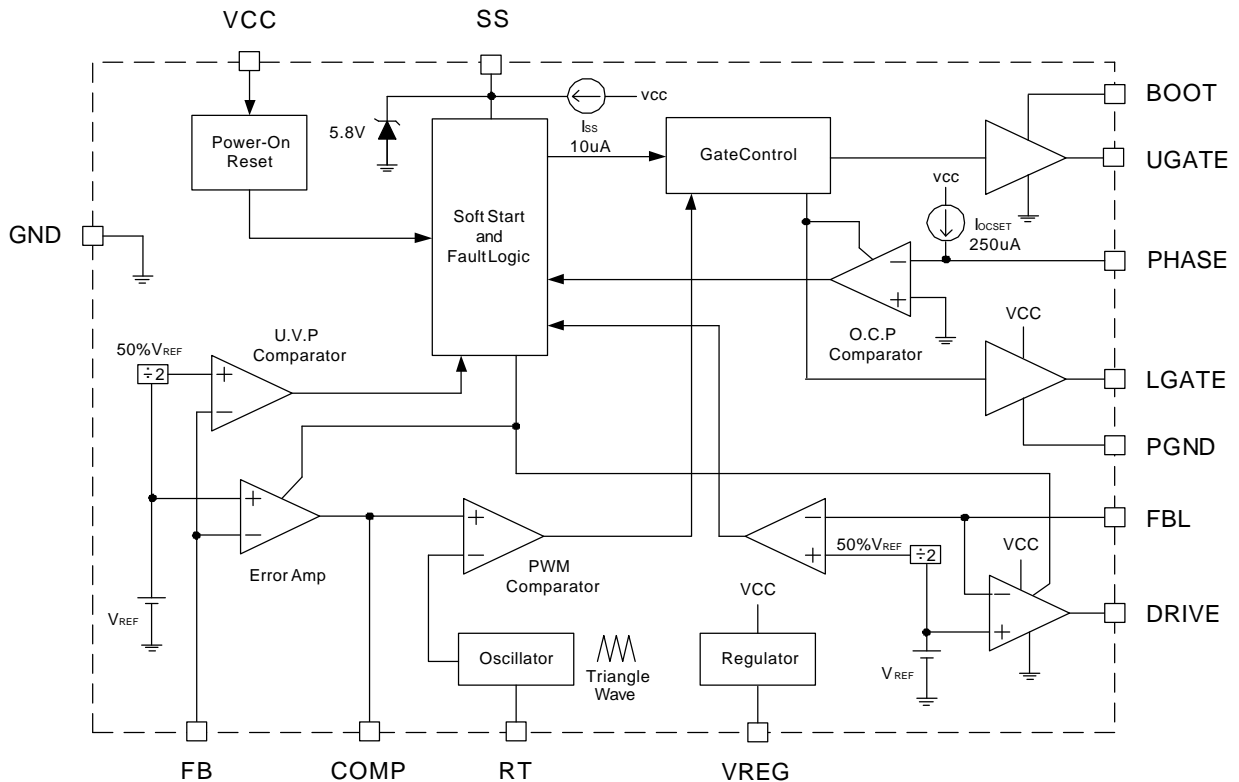 VCC
SS
BOOT
5.8V
ISS
10uA
vcc
Power-On
Reset
GateControl
UGATE
vcc
IOCSET
250uA
GND
Soft Start
and
Fault Logic
PHASE
−
+
O.C.P
Comparator
VCC
U.V.P
Comparator
50%VREF
÷2
+
−
LGATE
PGND
+
−
Error Amp
+
−
PWM
Comparator
−
+
50%VREF
÷2
FBL
VCC
−
+
DRIVE
VREF
VCC
Oscillator
Triangle
Wave
Regulator
VREF
FB
COMP
RT
VREG